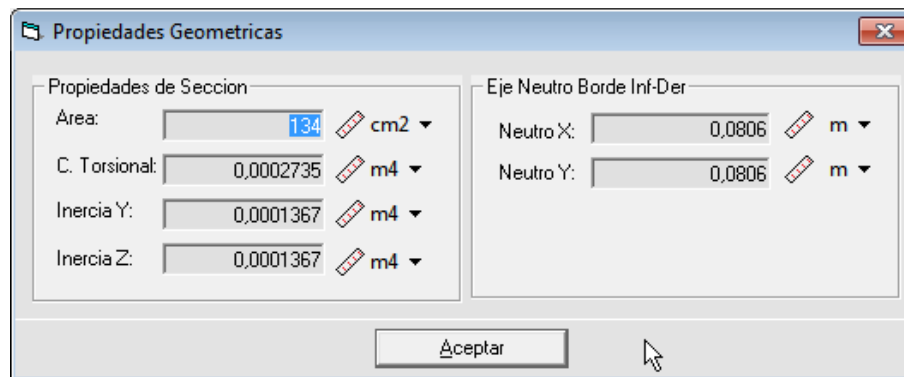 Propiedades Geometricas
Propiedades de Seccion
Area: 134 cm2
C. Torsional: 0,0002735 m4
Inercia Y: 0,0001367 m4
Inercia Z: 0,0001367 m4
Eje Neutro Borde Inf-Der
Neutro X: 0,0806 m
Neutro Y: 0,0806 m
Aceptar